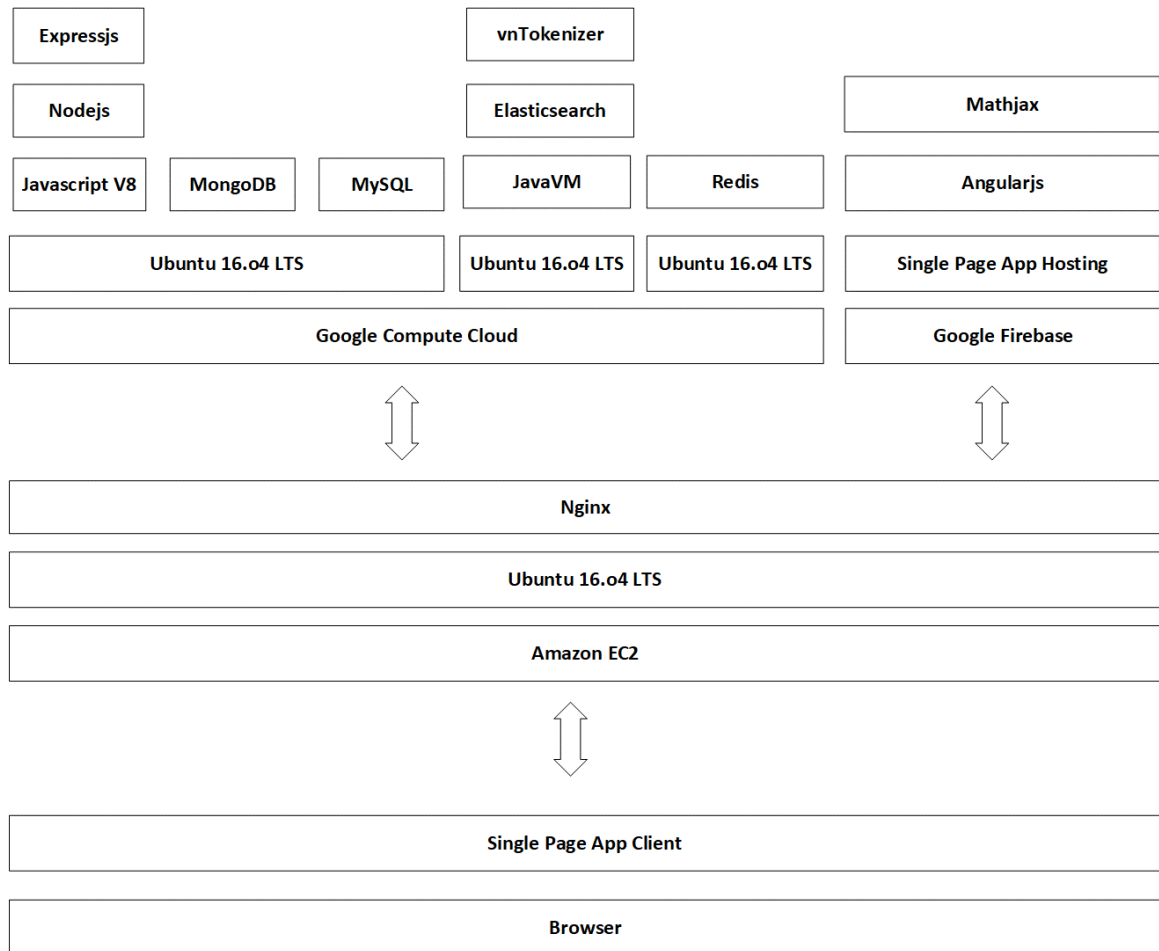 Expressjs
vnTokenizer
Nodejs
Elasticsearch
Mathjax
Javascript V8
MongoDB
MySQL
JavaVM
Redis
Angularjs
Ubuntu 16.o4 LTS
Ubuntu 16.o4 LTS
Ubuntu 16.o4 LTS
Single Page App Hosting
Google Compute Cloud
Google Firebase
Nginx
Ubuntu 16.o4 LTS
Amazon EC2
Single Page App Client
Browser